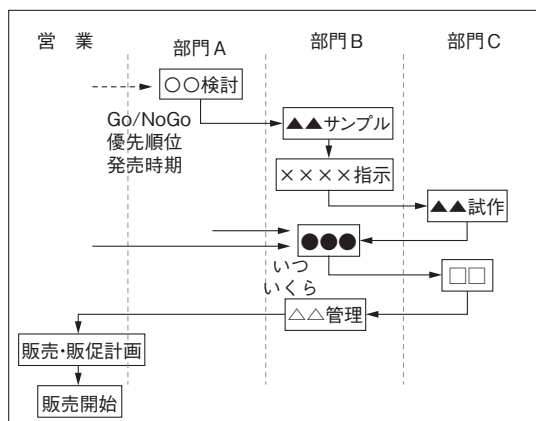 営　業
部門A
部門B
部門C
○○検討
Go/NoGo
優先順位
発売時期
▲▲サンプル
××××指示
▲▲試作
●●●
いつ
いくら
□□
△△管理
販売・販促計画
販売開始